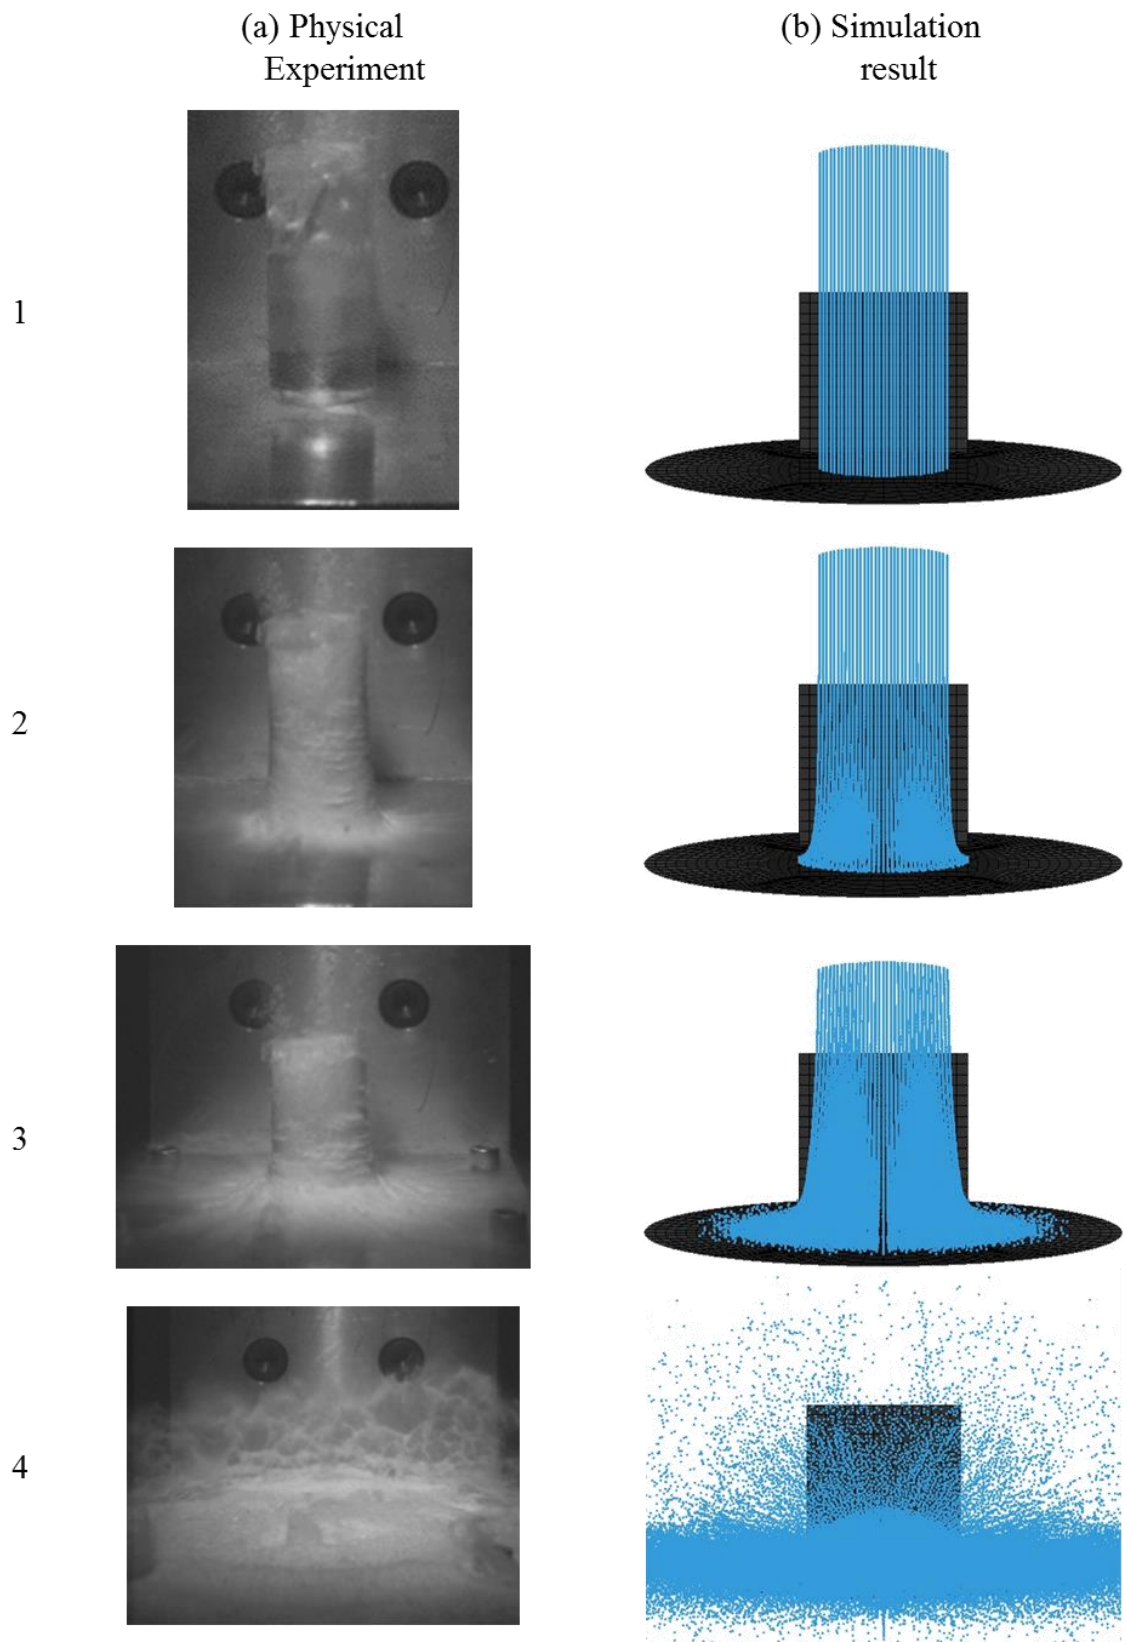 (a) Physical
Experiment
(b) Simulation
result
1
2
3
4